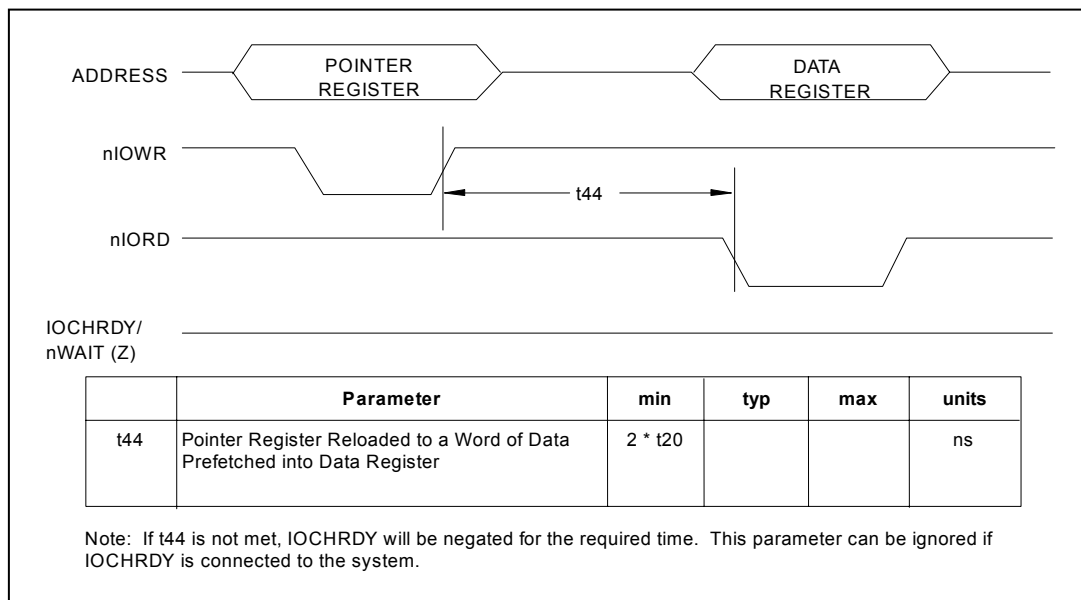 ADDRESS
POINTER
REGISTER
DATA
REGISTER
nIOWR
t44
nIORD
IOCHRDY/
nWAIT (Z)
Parameter min typ max units
t44 Pointer Register Reloaded to a Word of Data 2 * t20 ns
Prefetched into Data Register
Note: If t44 is not met, IOCHRDY will be negated for the required time. This parameter can be ignored if
IOCHRDY is connected to the system.